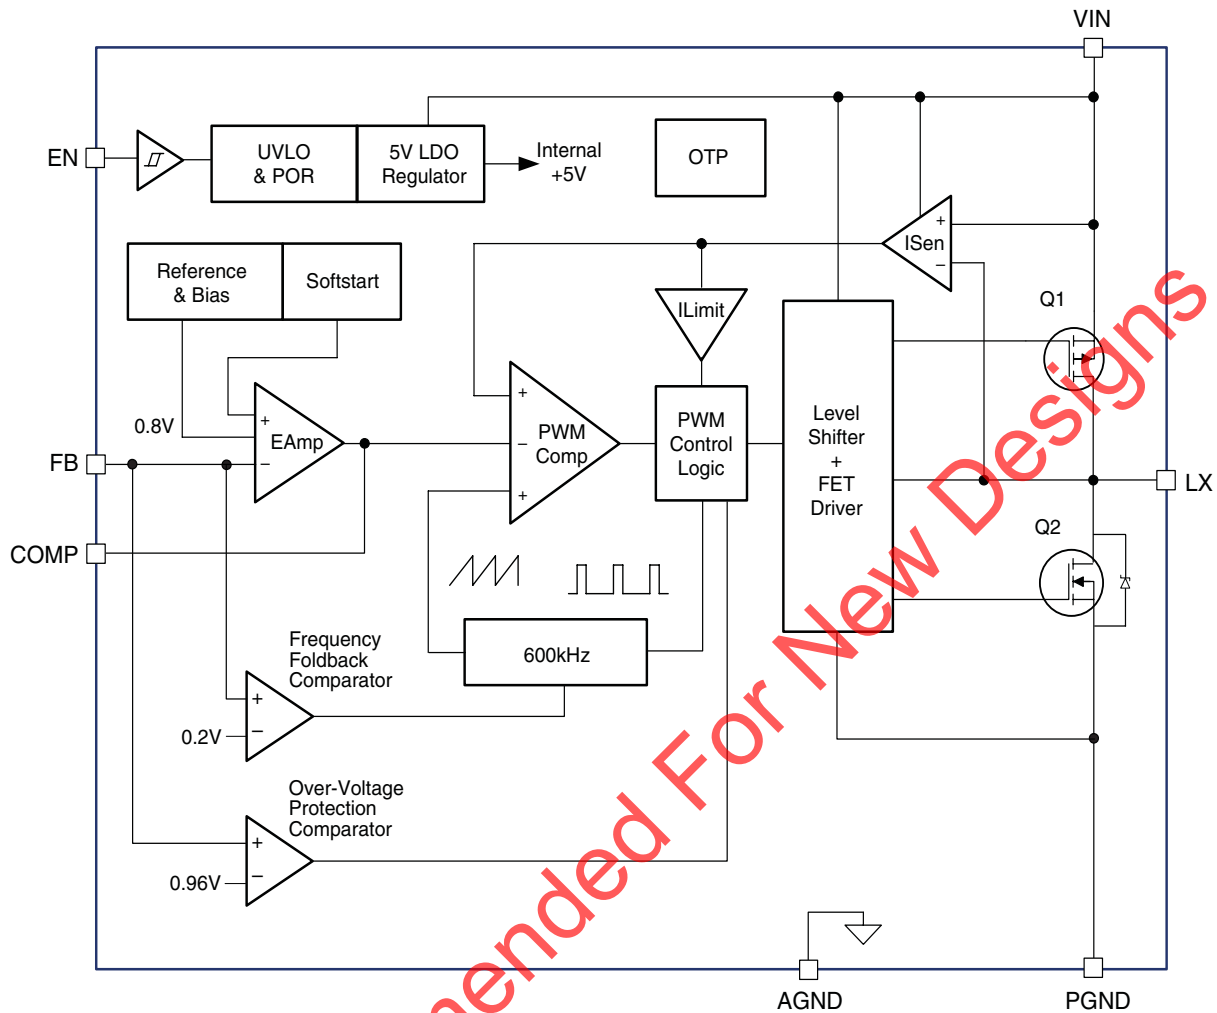 VIN
EN
UVLO
& POR
5V LDO
Regulator
Internal
+5V
OTP
+
ISen
−
Reference
& Bias
Softstart
ILimit
Q1
+
0.8V
EAmp
−
FB
+
−
PWM
Comp
+
PWM
Control
Logic
Level
Shifter
+
FET
Driver
LX
COMP
Q2
Frequency
Foldback
Comparator
600kHz
+
0.2V
−
Over-Voltage
Protection
Comparator
+
0.96V
−
AGND
PGND
For New Designs